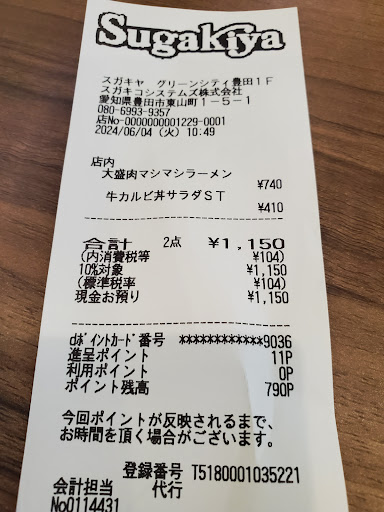 Sugakiya
スガキヤ グリーンシティ豊田1F
スガキコシステムズ株式会社
愛知県豊田市東山町1-5-1
080-6993-9357
店No-0000000001229-0001
2024/06/04 (火) 10:49
店内
大盛肉マシマシラーメン
¥740
牛カルビ丼サラダST
¥410
合計 2点 ¥1,150
(内消費税等 ¥104)
10%対象 ¥1,150
(標準税率 ¥104)
現金お預り ¥1,150
dポイントカード番号 ************9036
進呈ポイント 11P
利用ポイント 0P
ポイント残高 790P
今回ポイントが反映されるまで、
お時間を頂く場合がございます。
登録番号 T5180001035221
会計担当 代行
No0114431